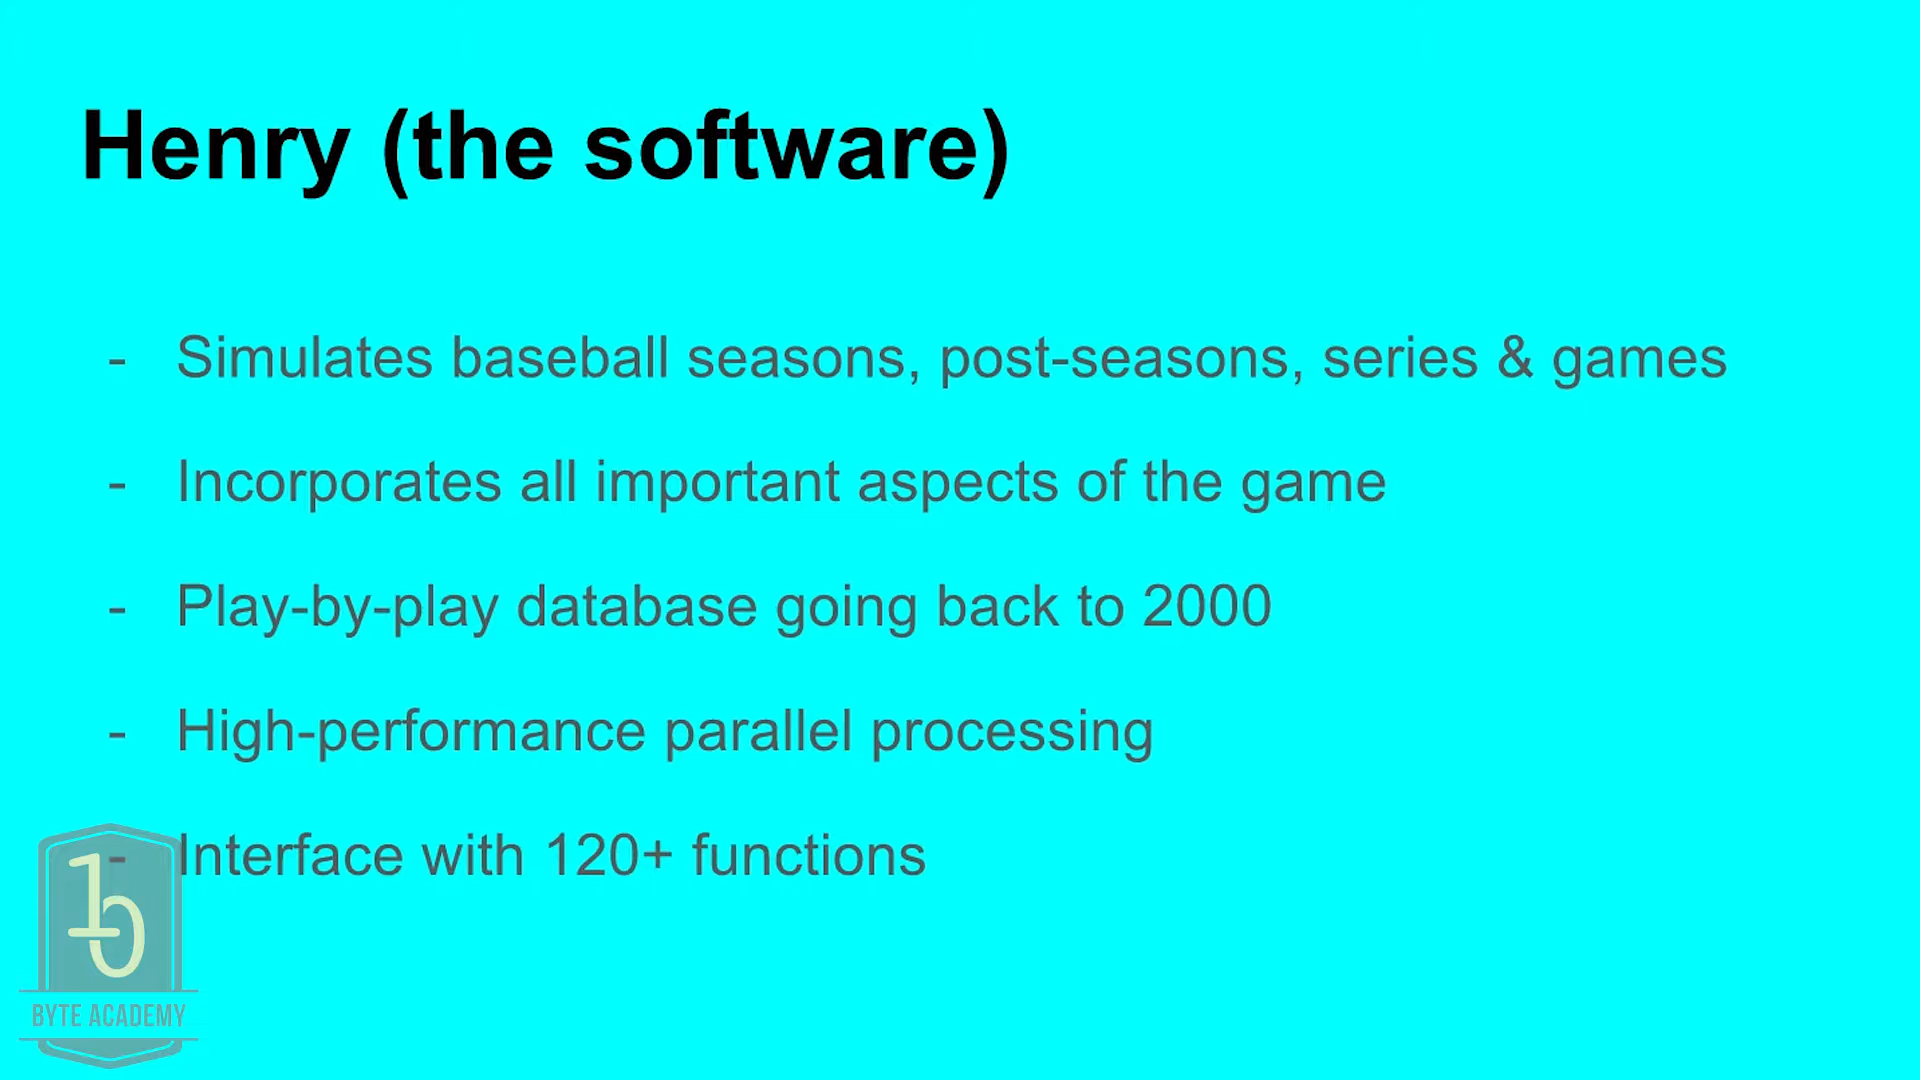 Henry (the software)
- Simulates baseball seasons, post-seasons, series & games
- Incorporates all important aspects of the game
- Play-by-play database going back to 2000
- High-performance parallel processing
- Interface with 120+ functions
10
BYTE ACADEMY